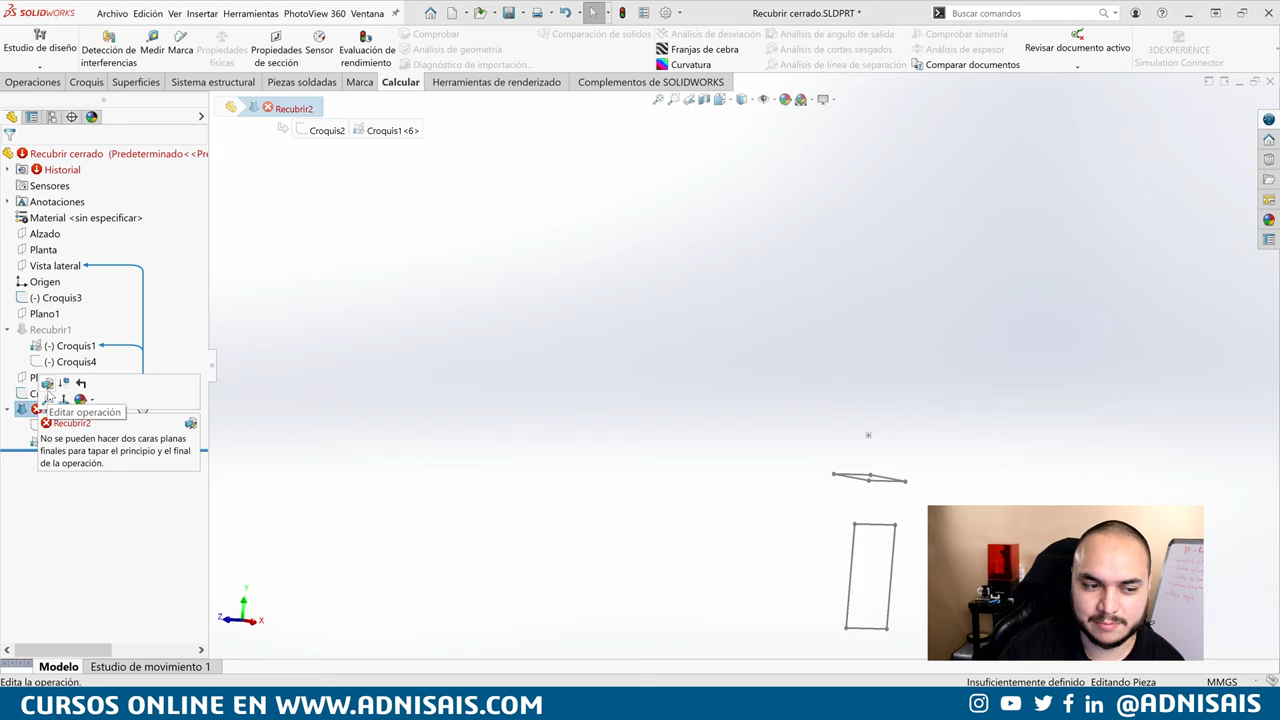 SOLIDWORKS
Archivo Edición Ver Insertar Herramientas PhotoView 360 Ventana
Recubrir cerrado.SLDPRT *
Buscar comandos
Estudio de diseño
Detección de interferencias
Medir
Marca
Propiedades físicas
Propiedades de sección
Sensor
Evaluación de rendimiento
Comprobar
Análisis de geometría
Diagnóstico de importación...
Comparación de sólidos
Análisis de desviación
Franjas de cebra
Curvatura
Análisis de ángulo de salida
Análisis de cortes sesgados
Análisis de línea de separación
Comprobar simetría
Análisis de espesor
Comparar documentos
Revisar documento activo
3DEXPERIENCE
Simulation Connector
Operaciones Croquis Superficies Sistema estructural Piezas soldadas Marca Calcular Herramientas de renderizado Complementos de SOLIDWORKS
Recubrir2
Croquis2 Croquis1<6>
Recubrir cerrado (Predeterminado<<Pre
Historial
Sensores
Anotaciones
Material <sin especificar>
Alzado
Planta
Vista lateral
Origen
(-) Croquis3
Plano1
Recubrir1
(-) Croquis1
(-) Croquis4
Editar operación
Recubrir2
No se pueden hacer dos caras planas
finales para tapar el principio y el final
de la operación.
Y
Z
X
Modelo Estudio de movimiento 1
Edita la operación.
Insuficientemente definido Editando Pieza MMGS
CURSOS ONLINE EN WWW.ADNISAIS.COM
@ADNISAIS